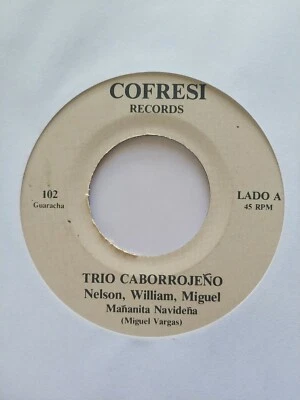 COFRESI
RECORDS
102
Guaracha
LADO A
45 RPM
TRIO CABORROJEÑO
Nelson, William, Miguel
Mañanita Navideña
(Miguel Vargas)